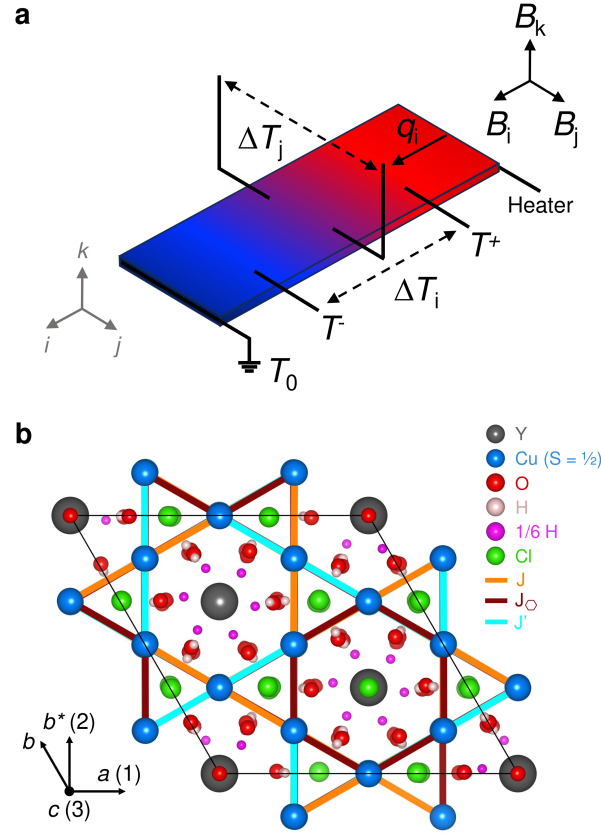 a
B_k
B_i
B_j
ΔT_j
q_i
Heater
T⁺
ΔT_i
T⁻
T_0
k
i
j
b
Y
Cu (S = ½)
O
H
1/6 H
Cl
J
J⎔
J'
b* (2)
b
a (1)
c (3)